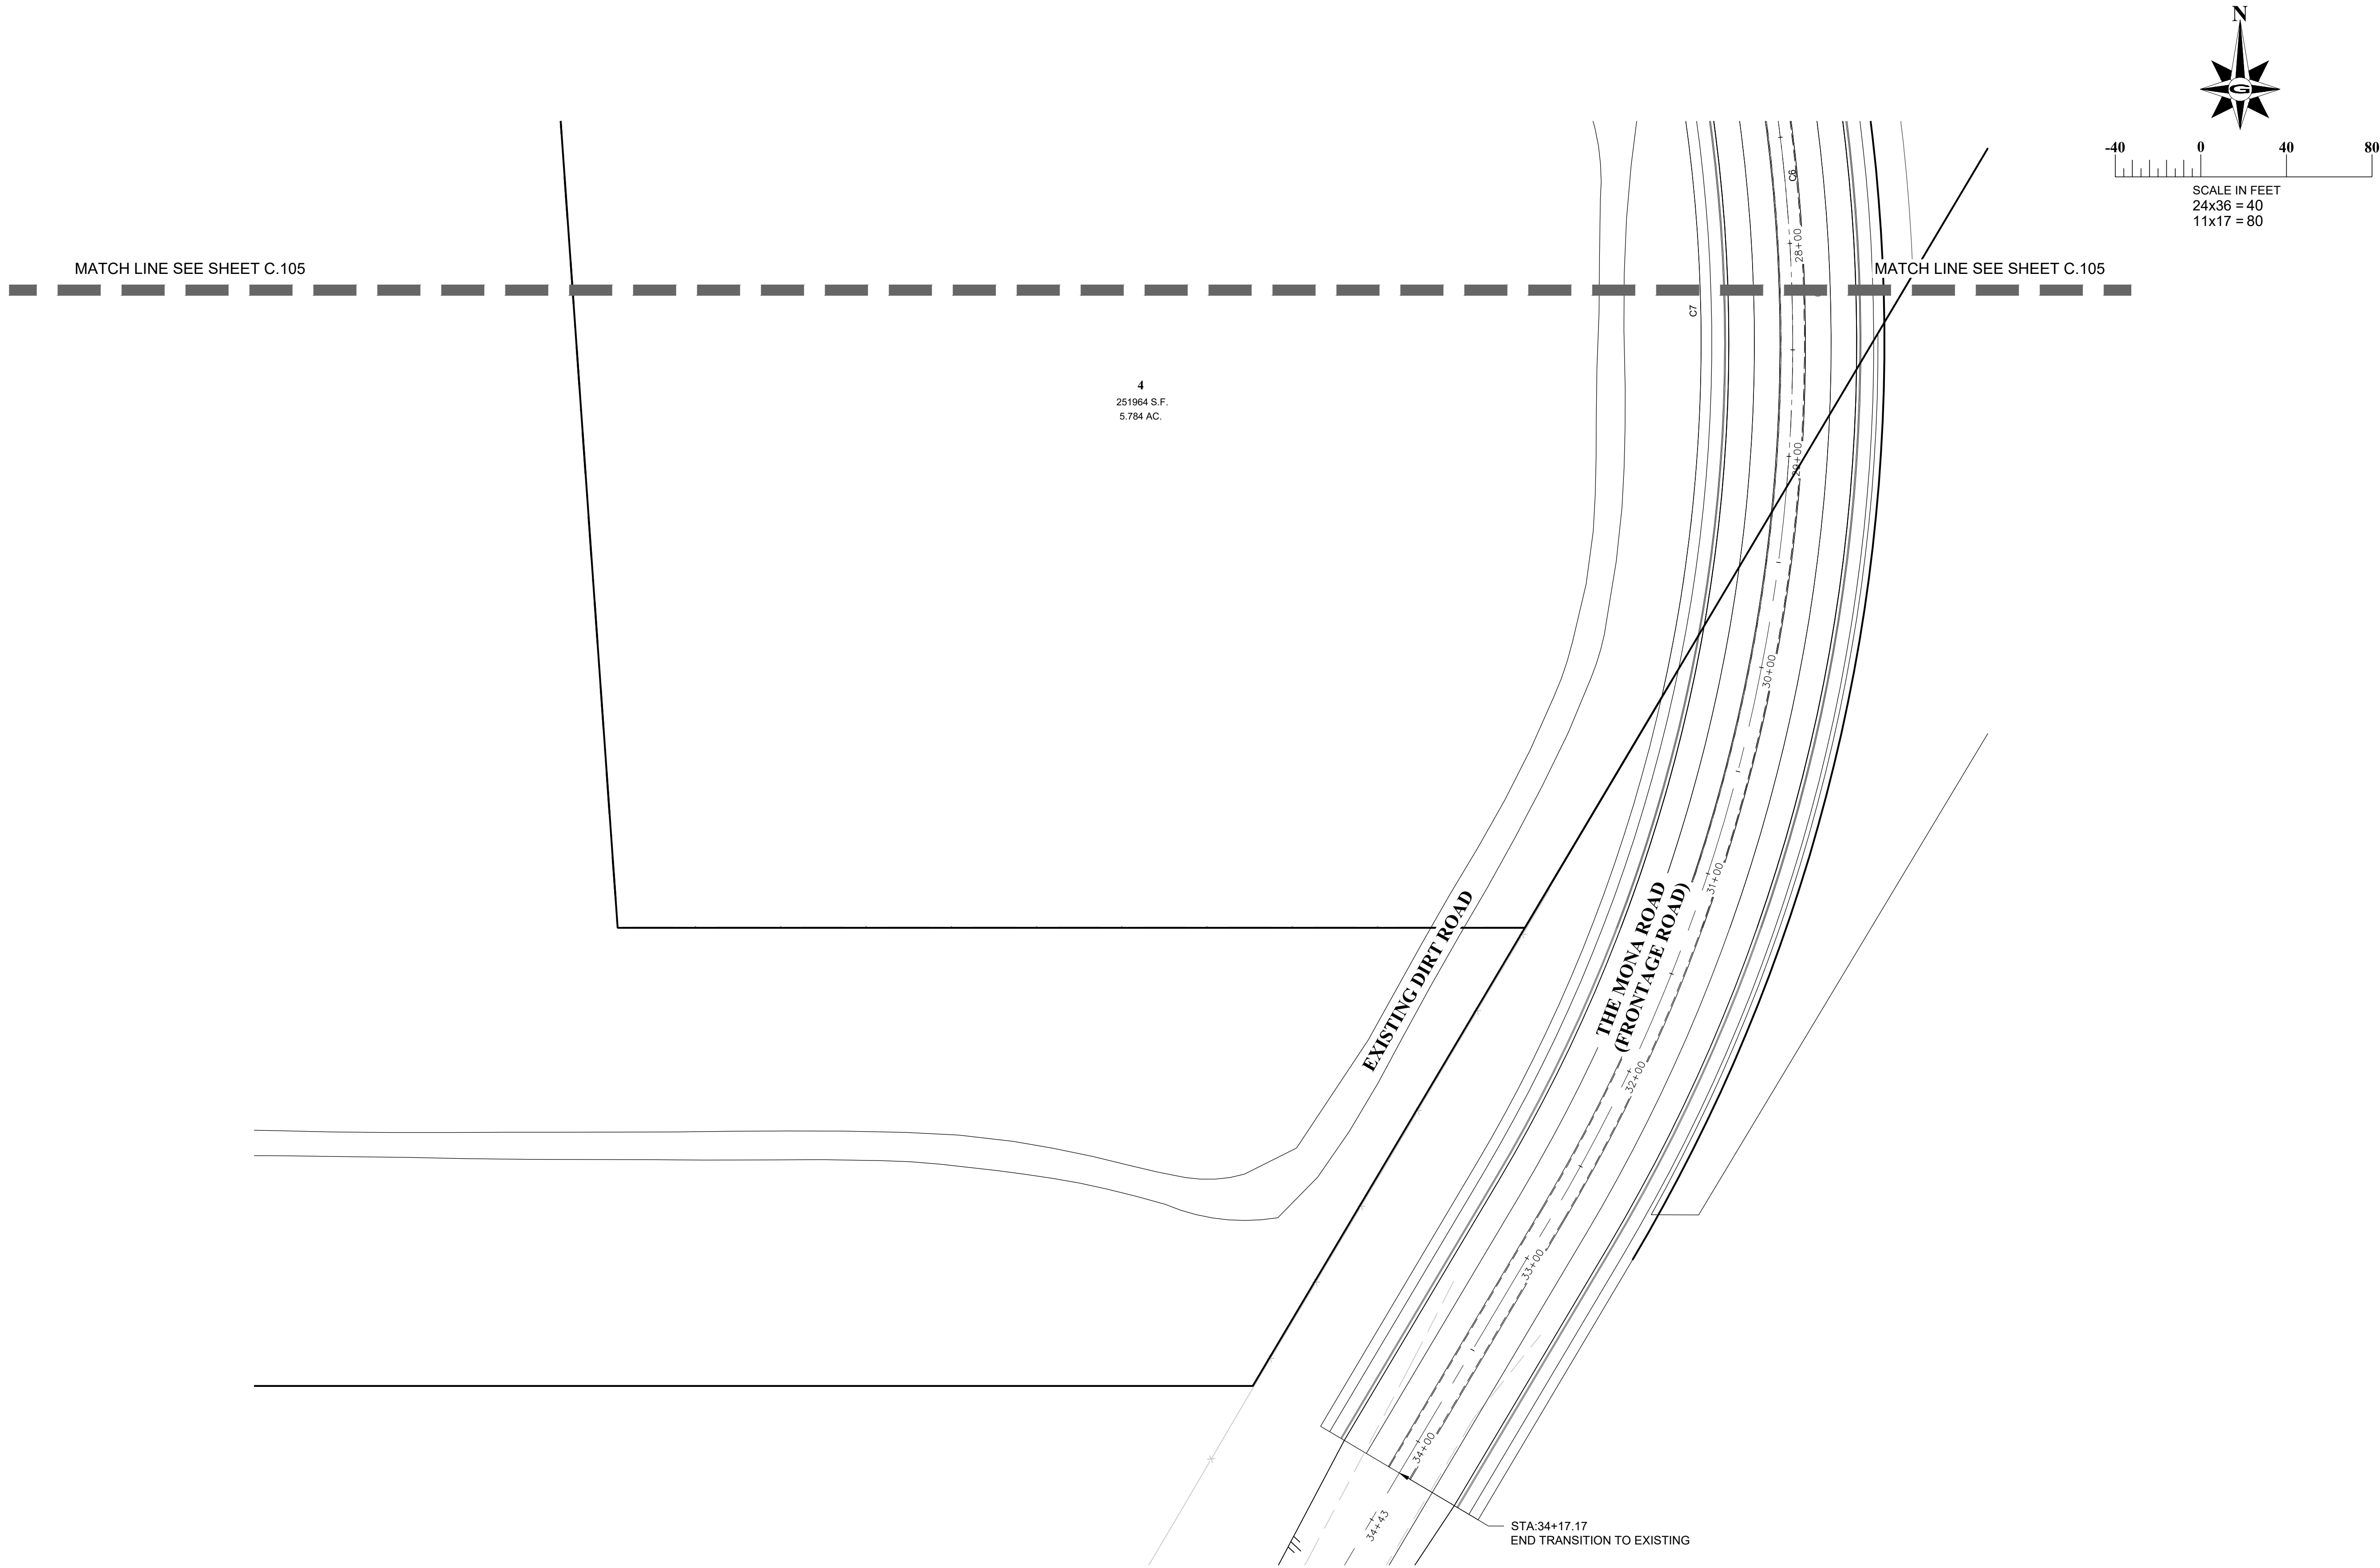 N
G
-40 0 40 80
SCALE IN FEET
24x36 = 40
11x17 = 80
C6
28+00
MATCH LINE SEE SHEET C.105
MATCH LINE SEE SHEET C.105
C7
4
251964 S.F.
5.784 AC.
29+00
30+00
31+00
EXISTING DIRT ROAD
THE MONA ROAD
(FRONTAGE ROAD)
32+00
33+00
34+00
34+43
STA:34+17.17
END TRANSITION TO EXISTING